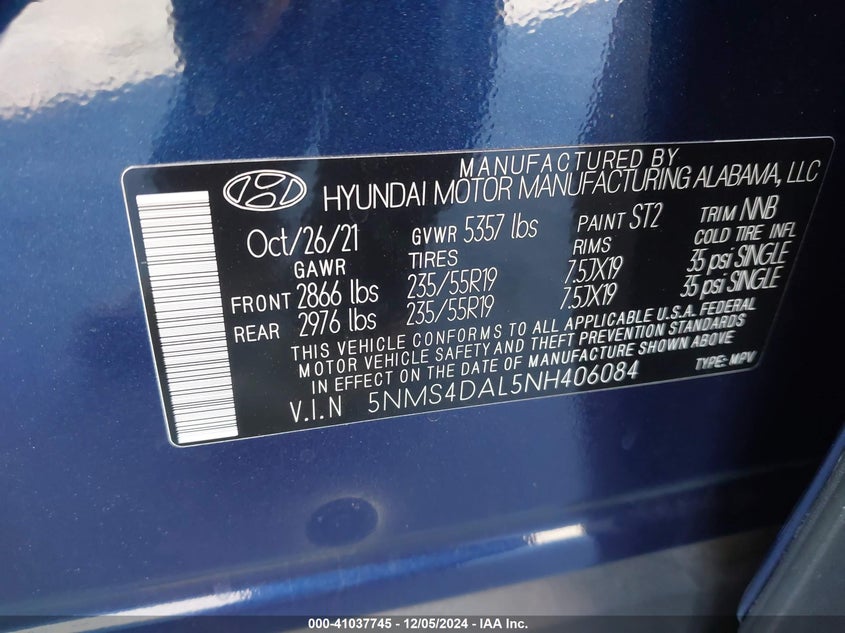 MANUFACTURED BY
HYUNDAI MOTOR MANUFACTURING ALABAMA, LLC
Oct/26/21 GVWR 5357 lbs PAINT ST2 TRIM NNB
GAWR TIRES RIMS COLD TIRE INFL
FRONT 2866 lbs 235/55R19 7.5JX19 35 psi SINGLE
REAR 2976 lbs 235/55R19 7.5JX19 35 psi SINGLE
THIS VEHICLE CONFORMS TO ALL APPLICABLE U.S.A. FEDERAL
MOTOR VEHICLE SAFETY AND THEFT PREVENTION STANDARDS
IN EFFECT ON THE DATE OF MANUFACTURE SHOWN ABOVE
V.I.N 5NMS4DAL5NH406084 TYPE: MPV
000-41037745 - 12/05/2024 - IAA Inc.